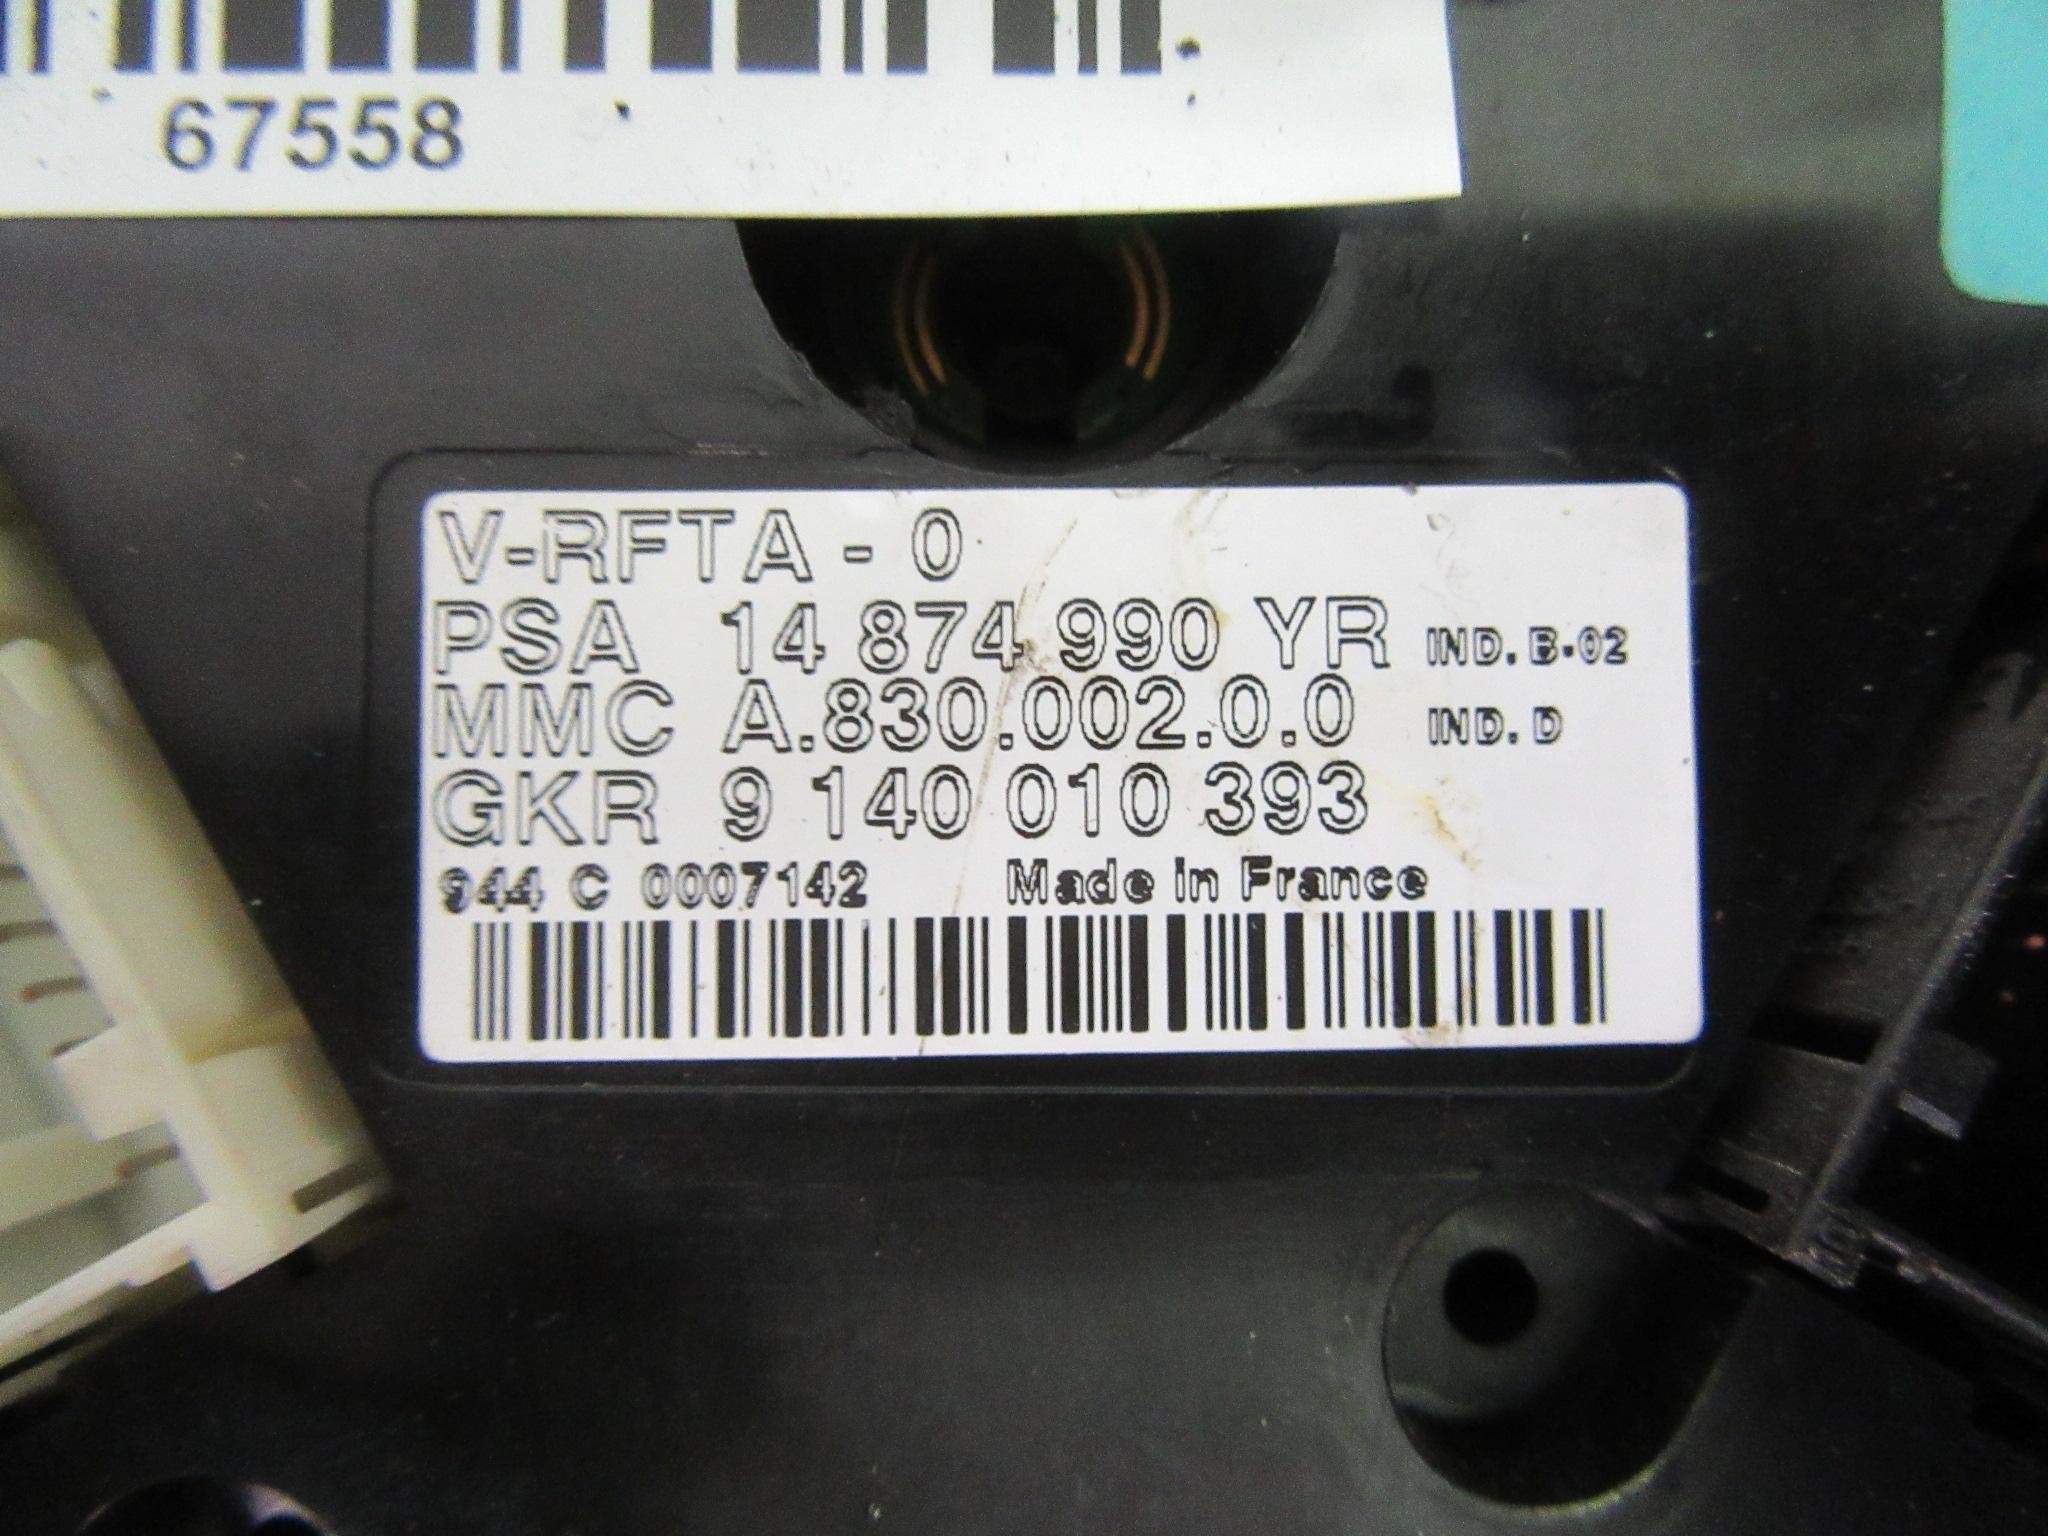 67558
V-RFTA - 0
PSA 14 874 990 YR IND. B-02
MMC A.830.002.0.0 IND. D
GKR 9 140 010 393
944 C 0007142 Made in France